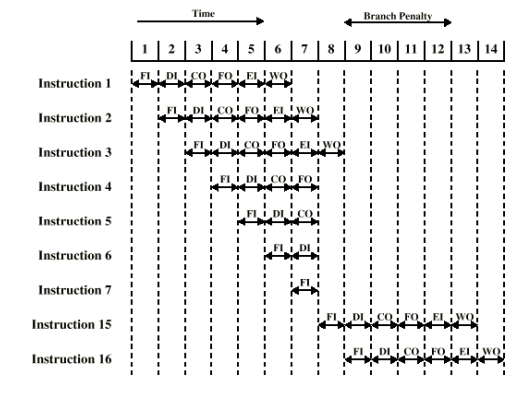 Time Branch Penalty
1 2 3 4 5 6 7 8 9 10 11 12 13 14
Instruction 1 FI DI CO FO EI WO
Instruction 2 FI DI CO FO EI WO
Instruction 3 FI DI CO FO EI WO
Instruction 4 FI DI CO FO
Instruction 5 FI DI CO
Instruction 6 FI DI
Instruction 7 FI
Instruction 15 FI DI CO FO EI WO
Instruction 16 FI DI CO FO EI WO